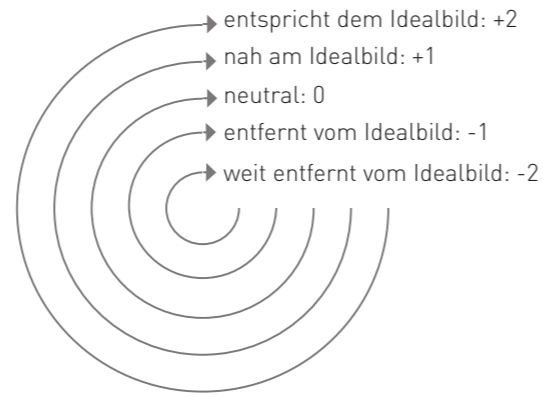 entspricht dem Idealbild: +2
nah am Idealbild: +1
neutral: 0
entfernt vom Idealbild: -1
weit entfernt vom Idealbild: -2